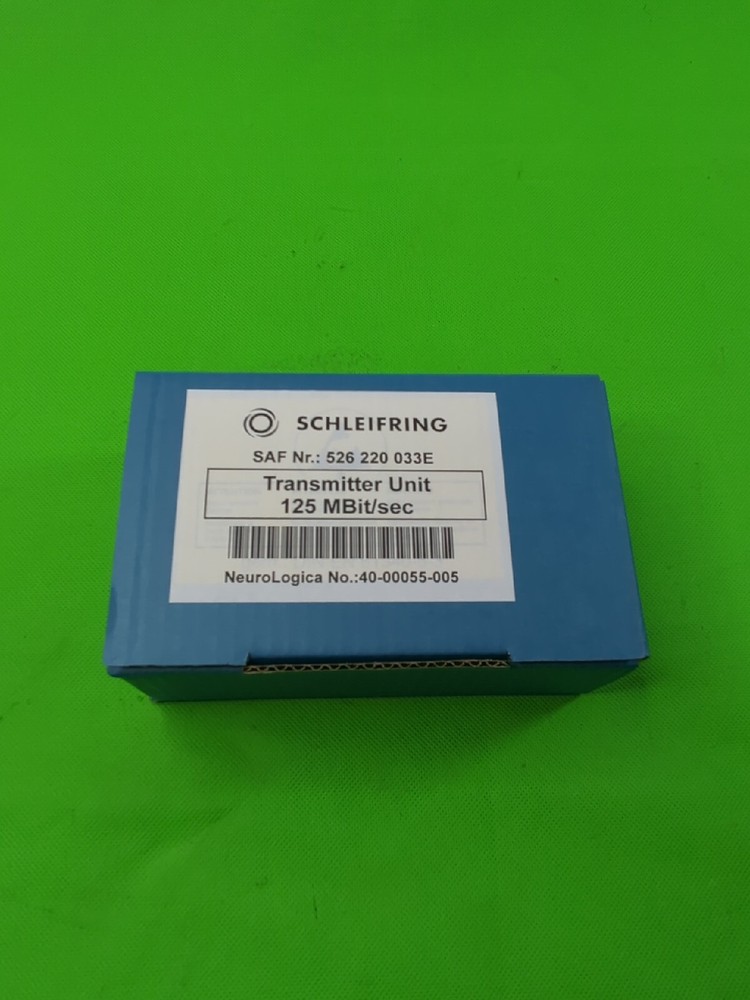 SCHLEIFRING
SAF Nr.: 526 220 033E
Transmitter Unit
125 MBit/sec
NeuroLogica No.:40-00055-005